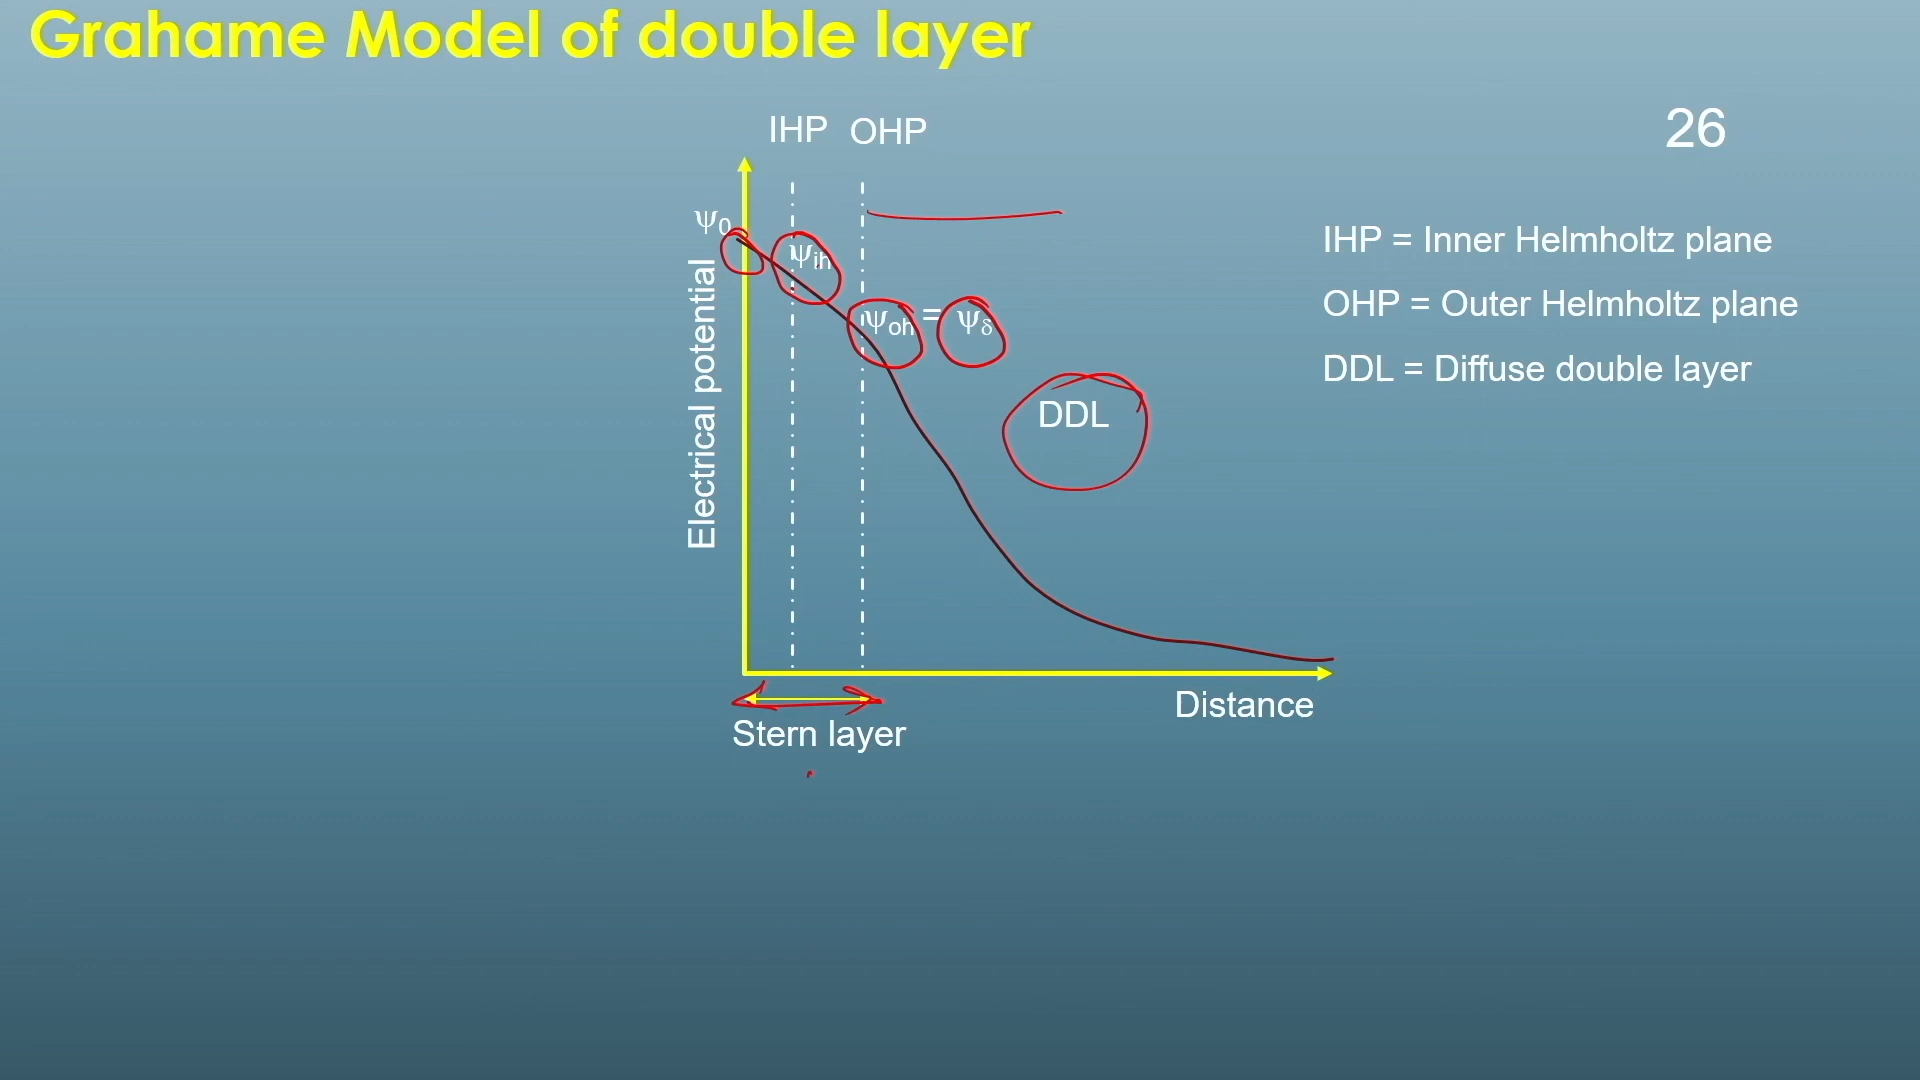 Grahame Model of double layer
26
IHP OHP
ψ0
ψih
ψoh = ψδ
DDL
Electrical potential
Distance
Stern layer
IHP = Inner Helmholtz plane
OHP = Outer Helmholtz plane
DDL = Diffuse double layer